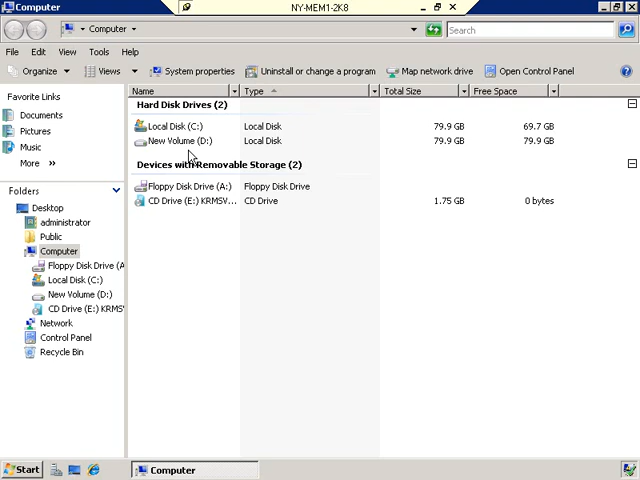 Computer
NY-MEM1-2K8
Computer
Search
File Edit View Tools Help
Organize Views System properties Uninstall or change a program Map network drive Open Control Panel
Favorite Links
Documents
Pictures
Music
More »
Folders
Desktop
administrator
Public
Computer
Floppy Disk Drive (A
Local Disk (C:)
New Volume (D:)
CD Drive (E:) KRMS
Network
Control Panel
Recycle Bin
Name Type Total Size Free Space
Hard Disk Drives (2)
Local Disk (C:) Local Disk 79.9 GB 69.7 GB
New Volume (D:) Local Disk 79.9 GB 79.9 GB
Devices with Removable Storage (2)
Floppy Disk Drive (A:) Floppy Disk Drive
CD Drive (E:) KRMSV... CD Drive 1.75 GB 0 bytes
Start
Computer